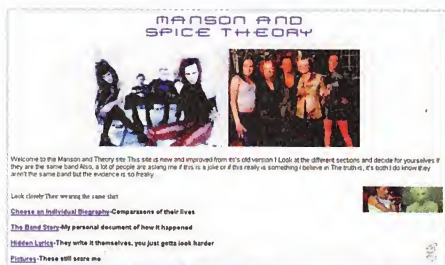 MANSON AND
SPICE THEORY
Welcome to the Manson and Theory site This site is new and improved from it's old version ! Look at the different sections and decide for yourselves if
they are the same band Also, a lot of people are asking me if this is a joke or if this really is something I believe in The truth is, it's both I do know they
aren't the same band but the evidence is so freaky
Look closely Their wearing the same shirt
Choose an Individual Biography-Comparasons of their lives
The Band Story-My personal document of how it happened
Hidden Lyrics-They write it themselves, you just gotta look harder
Pictures-These still scare me